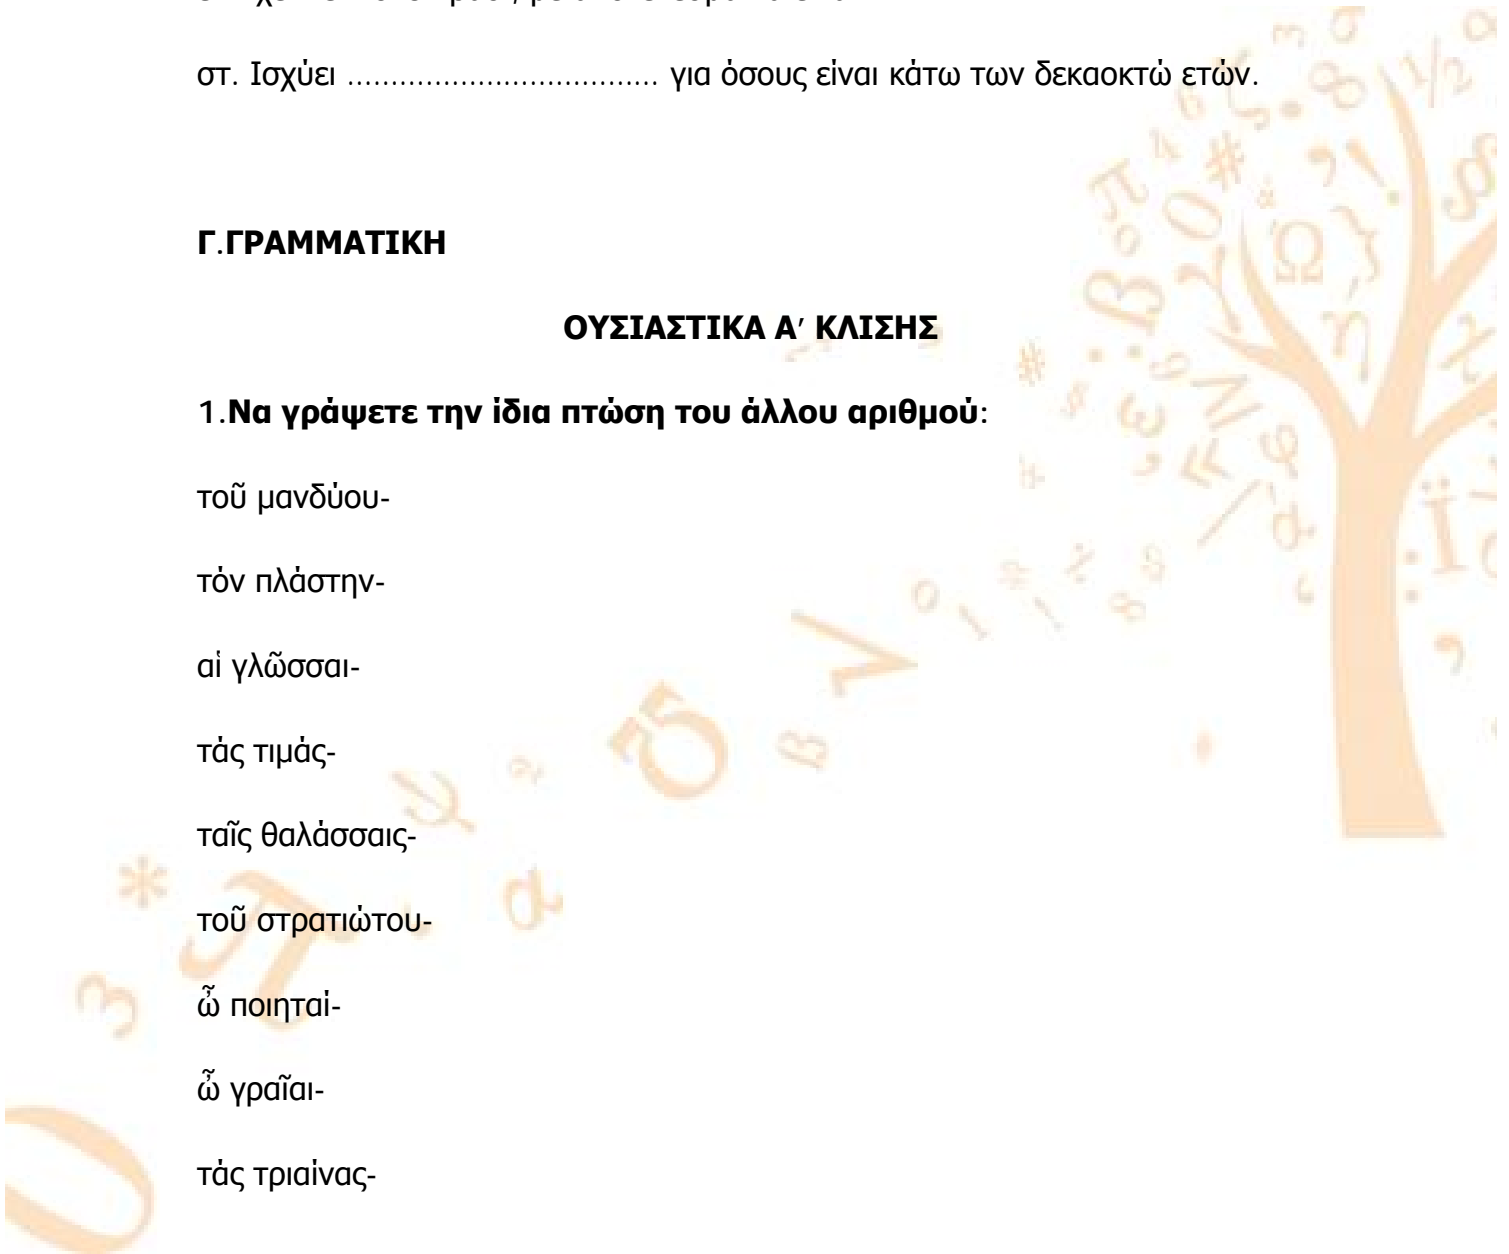 στ. Ισχύει .................................... για όσους είναι κάτω των δεκαοκτώ ετών.
Γ.ΓΡΑΜΜΑΤΙΚΗ
ΟΥΣΙΑΣΤΙΚΑ Α' ΚΛΙΣΗΣ
1.Να γράψετε την ίδια πτώση του άλλου αριθμού:
τοῦ μανδύου-
τόν πλάστην-
αἱ γλῶσσαι-
τάς τιμάς-
ταῖς θαλάσσαις-
τοῦ στρατιώτου-
ὦ ποιηταί-
ὦ γραῖαι-
τάς τριαίνας-